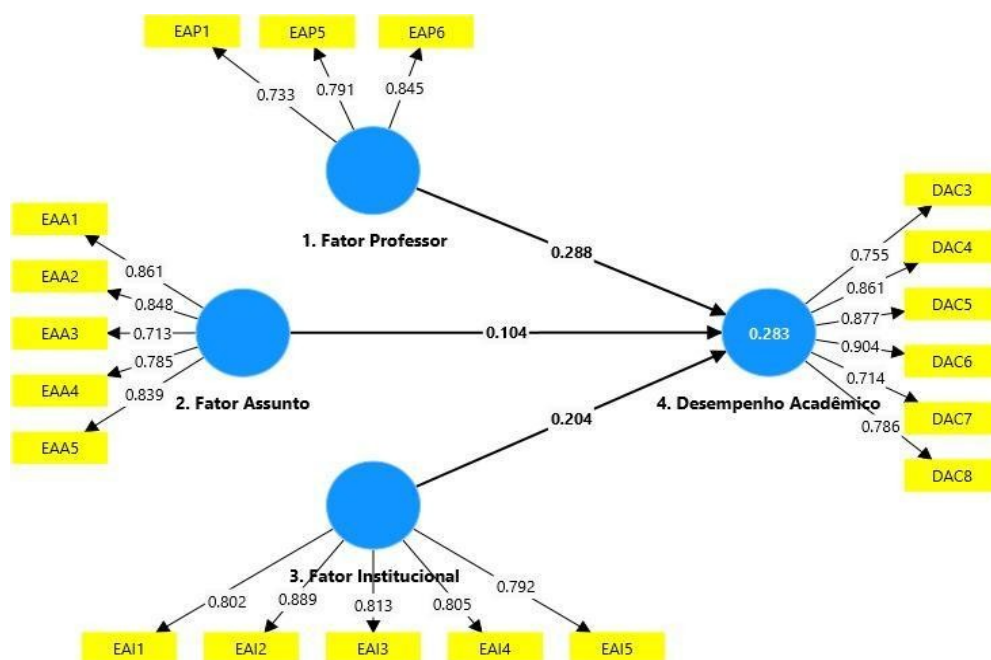 EAP1
EAP5
EAP6
0.733
0.791
0.845
1. Fator Professor
0.288
EAA1
EAA2
EAA3
EAA4
EAA5
0.861
0.848
0.713
0.785
0.839
2. Fator Assunto
0.104
0.283
4. Desempenho Acadêmico
0.204
DAC3
DAC4
DAC5
DAC6
DAC7
DAC8
0.755
0.861
0.877
0.904
0.714
0.786
3. Fator Institucional
0.802
0.889
0.813
0.805
0.792
EAI1
EAI2
EAI3
EAI4
EAI5